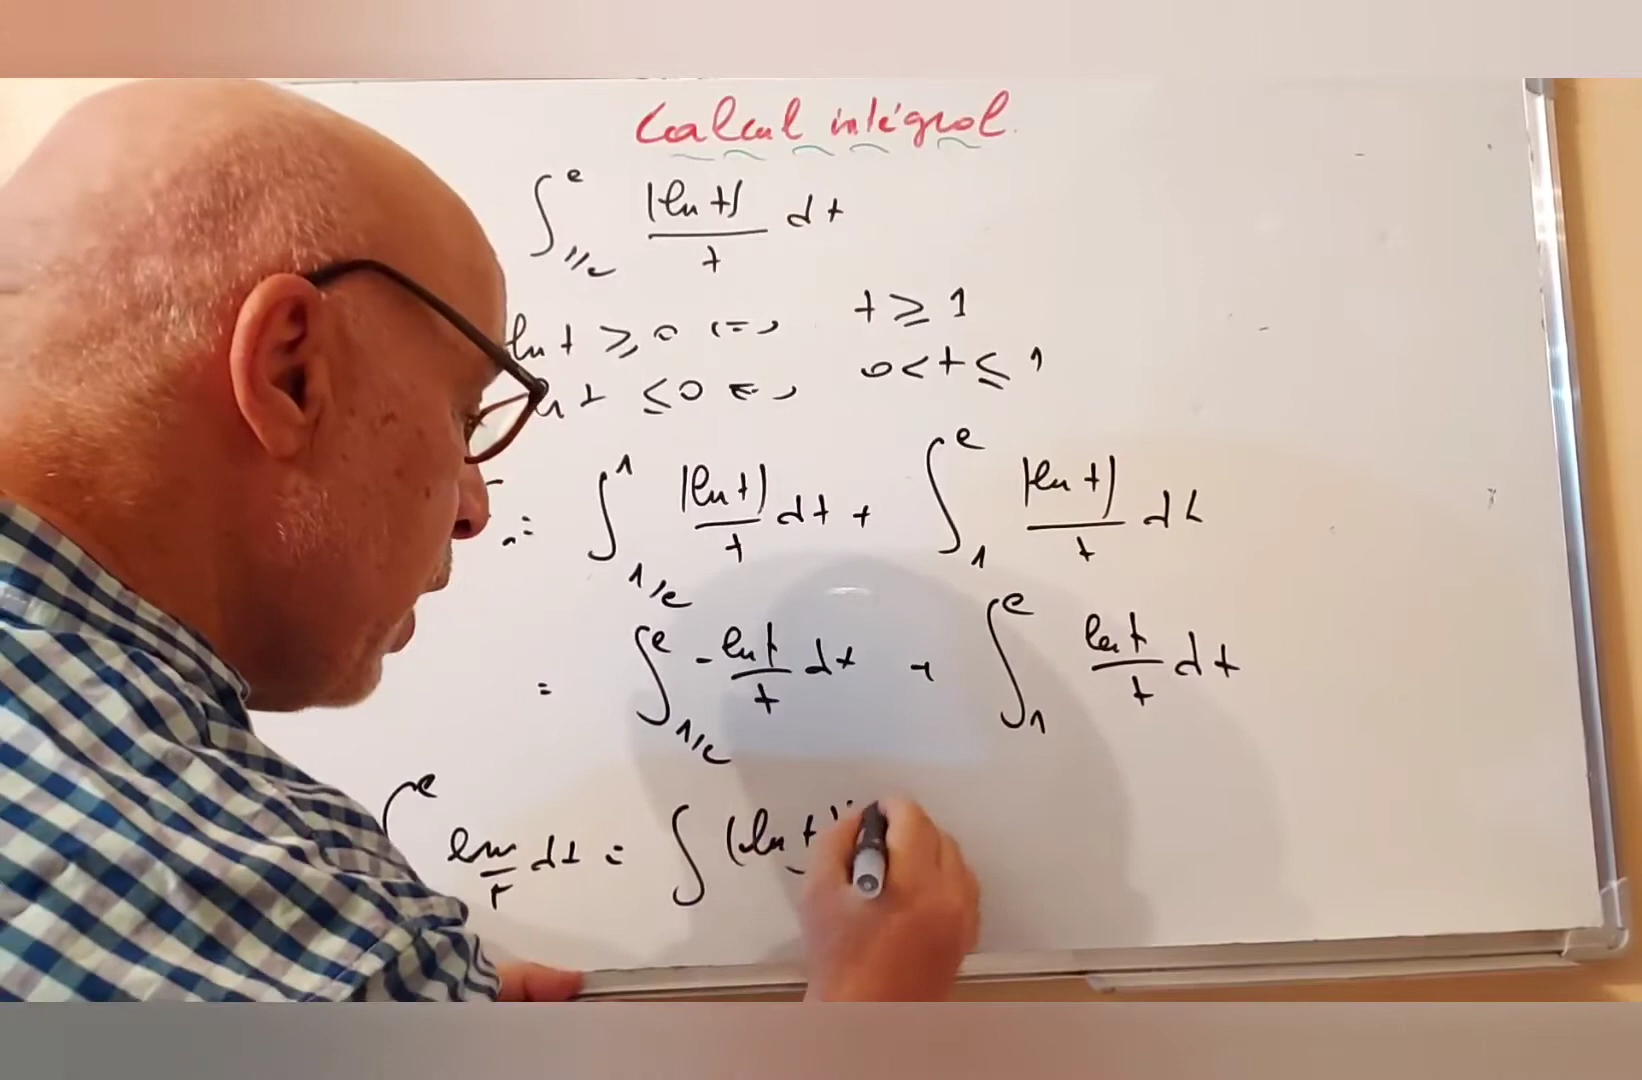 Calcul intégral.
∫_{1/e}^{e} |ln t|/t dt
ln t ≥ 0 <=> t ≥ 1
t ≤ 0 <=> 0 < t ≤ 1
= ∫_{1/e}^{1} |ln t|/t dt + ∫_{1}^{e} |ln t|/t dt
= ∫_{1/e}^{e} - ln t/t dt + ∫_{1}^{e} ln t/t dt
∫^{e} ln t/t dt = ∫ (ln t)'